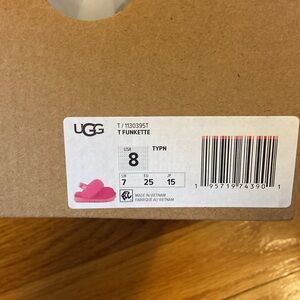 UGG
T / 1130395T
T FUNKETTE
USA
8
TYPN
UK EU JP
7 25 15
MADE IN VIETNAM
FABRIQUÉ AU VIETNAM
1 95719 74390 1